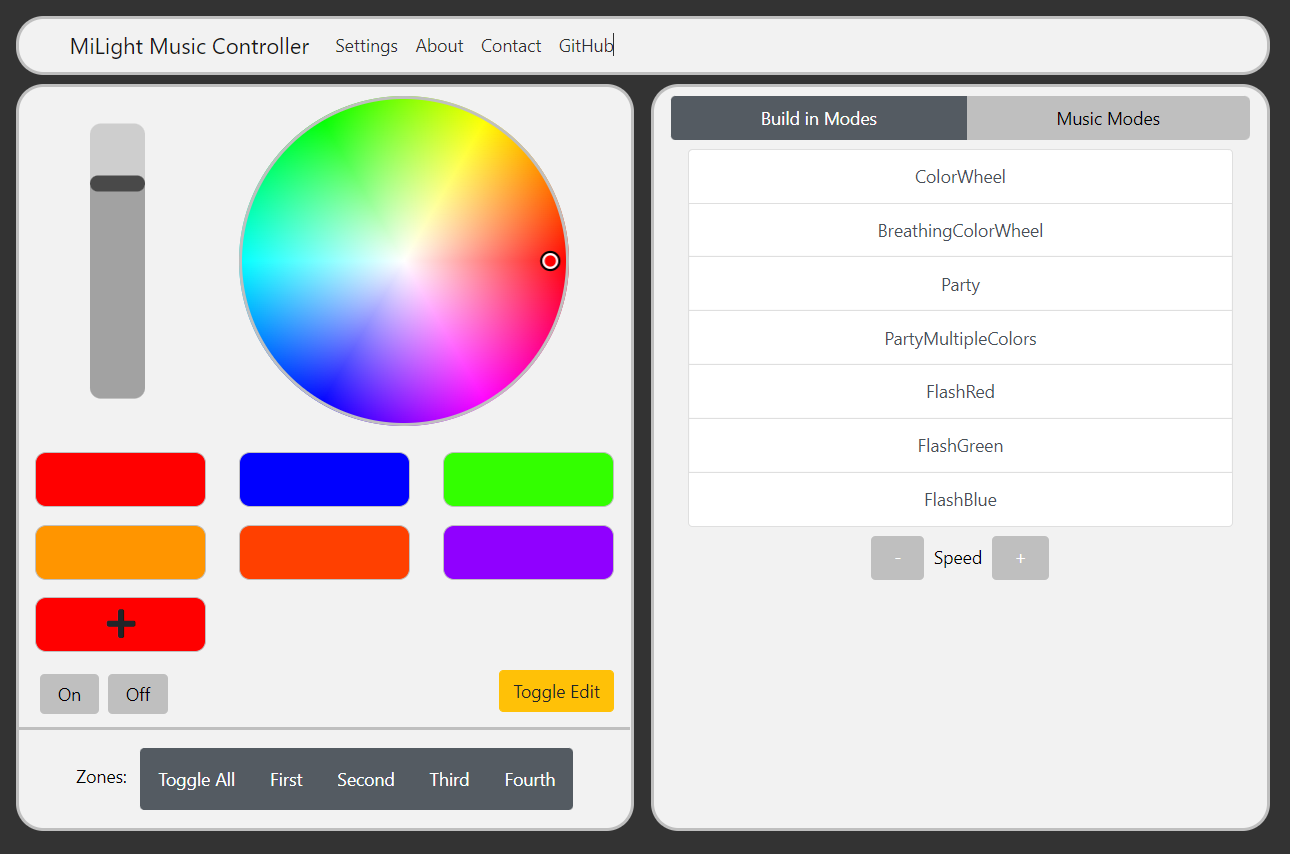 MiLight Music Controller Settings About Contact GitHub
Build in Modes Music Modes
ColorWheel
BreathingColorWheel
Party
PartyMultipleColors
FlashRed
FlashGreen
FlashBlue
- Speed +
On Off Toggle Edit
Zones: Toggle All First Second Third Fourth